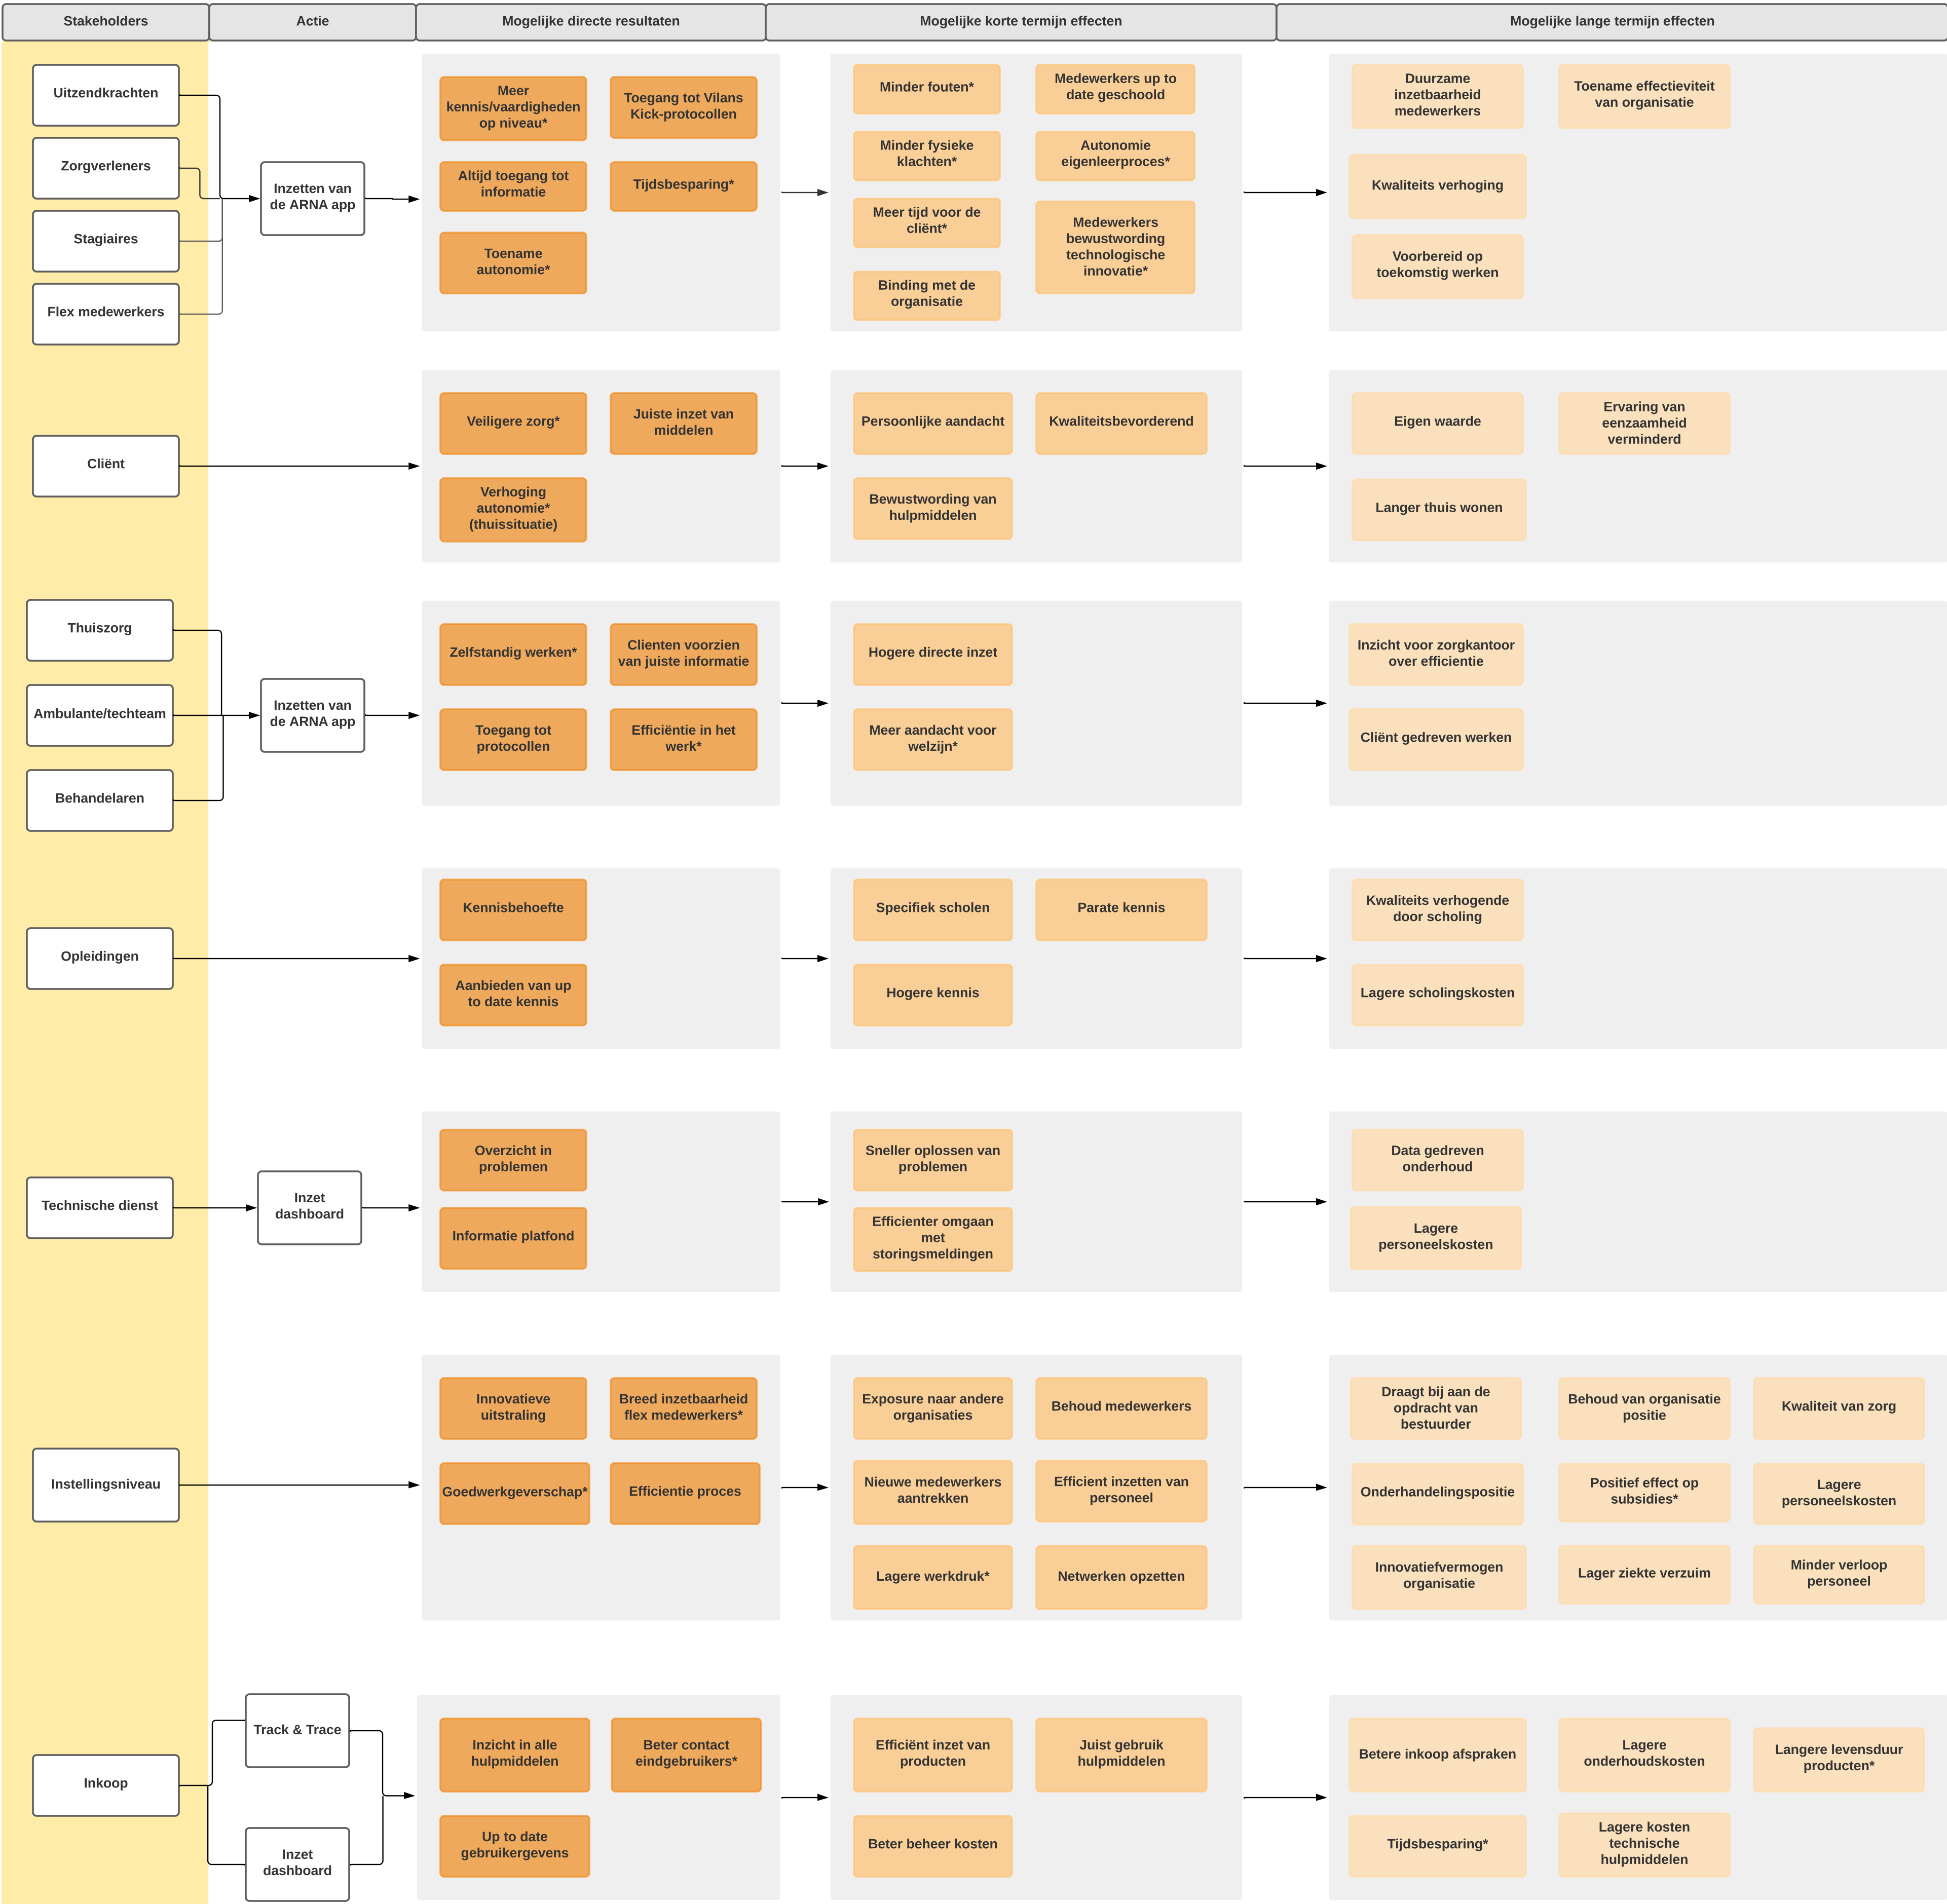 Stakeholders
Actie
Mogelijke directe resultaten
Mogelijke korte termijn effecten
Mogelijke lange termijn effecten
Uitzendkrachten
Zorgverleners
Stagiaires
Flex medewerkers
Inzetten van
de ARNA app
Meer
kennis/vaardigheden
op niveau*
Toegang tot Vilans
Kick-protocollen
Altijd toegang tot
informatie
Tijdsbesparing*
Toename
autonomie*
Minder fouten*
Medewerkers up to
date geschoold
Minder fysieke
klachten*
Autonomie
eigenleerproces*
Meer tijd voor de
cliënt*
Medewerkers
bewustwording
technologische
innovatie*
Binding met de
organisatie
Duurzame
inzetbaarheid
medewerkers
Toename effectieviteit
van organisatie
Kwaliteits verhoging
Voorbereid op
toekomstig werken
Cliënt
Veiligere zorg*
Juiste inzet van
middelen
Verhoging
autonomie*
(thuissituatie)
Persoonlijke aandacht
Kwaliteitsbevorderend
Bewustwording van
hulpmiddelen
Eigen waarde
Ervaring van
eenzaamheid
verminderd
Langer thuis wonen
Thuiszorg
Ambulante/techteam
Behandelaren
Inzetten van
de ARNA app
Zelfstandig werken*
Clienten voorzien
van juiste informatie
Toegang tot
protocollen
Efficiëntie in het
werk*
Hogere directe inzet
Meer aandacht voor
welzijn*
Inzicht voor zorgkantoor
over efficientie
Cliënt gedreven werken
Opleidingen
Kennisbehoefte
Aanbieden van up
to date kennis
Specifiek scholen
Parate kennis
Hogere kennis
Kwaliteits verhogende
door scholing
Lagere scholingskosten
Technische dienst
Inzet
dashboard
Overzicht in
problemen
Informatie platfond
Sneller oplossen van
problemen
Efficienter omgaan
met
storingsmeldingen
Data gedreven
onderhoud
Lagere
personeelskosten
Instellingsniveau
Innovatieve
uitstraling
Breed inzetbaarheid
flex medewerkers*
Goedwerkgeverschap*
Efficientie proces
Exposure naar andere
organisaties
Behoud medewerkers
Nieuwe medewerkers
aantrekken
Efficient inzetten van
personeel
Lagere werkdruk*
Netwerken opzetten
Draagt bij aan de
opdracht van
bestuurder
Behoud van organisatie
positie
Kwaliteit van zorg
Onderhandelingspositie
Positief effect op
subsidies*
Lagere
personeelskosten
Innovatiefvermogen
organisatie
Lager ziekte verzuim
Minder verloop
personeel
Inkoop
Track & Trace
Inzet
dashboard
Inzicht in alle
hulpmiddelen
Beter contact
eindgebruikers*
Up to date
gebruikergevens
Efficiënt inzet van
producten
Juist gebruik
hulpmiddelen
Beter beheer kosten
Betere inkoop afspraken
Lagere
onderhoudskosten
Langere levensduur
producten*
Tijdsbesparing*
Lagere kosten
technische
hulpmiddelen